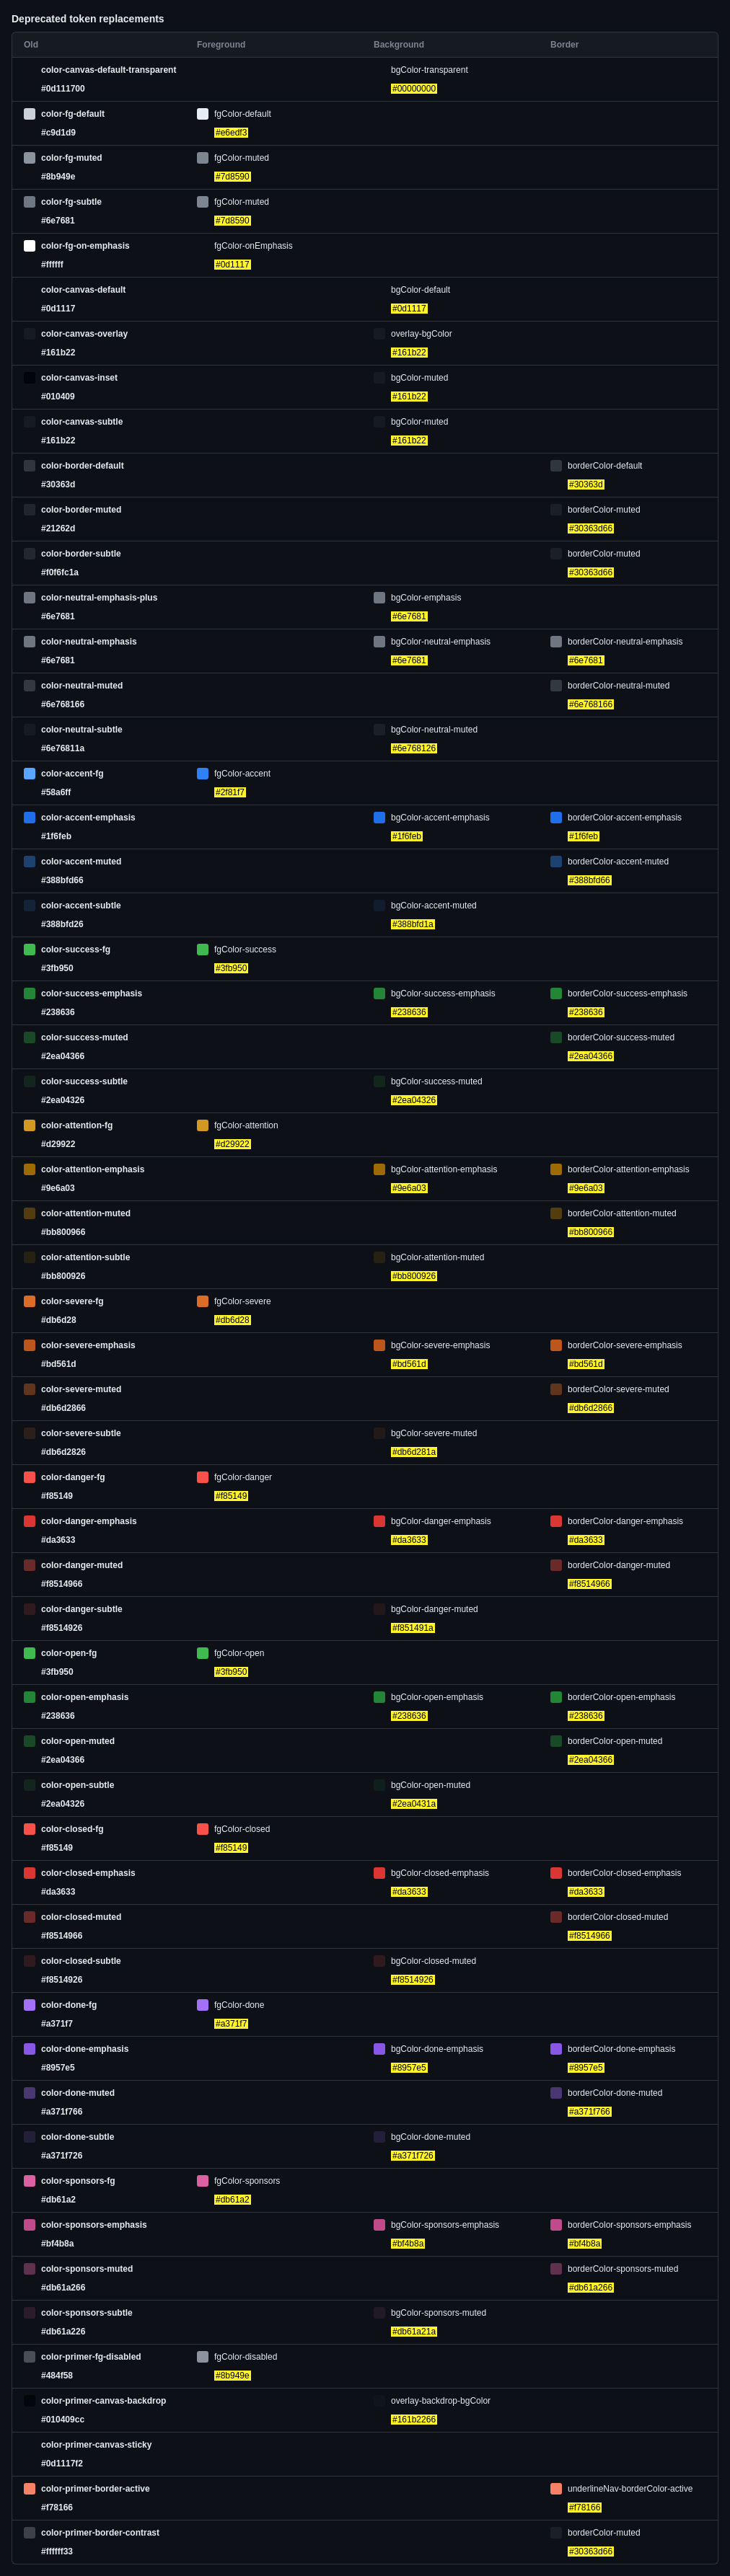 Deprecated token replacements
Old Foreground Background Border
color-canvas-default-transparent bgColor-transparent
#0d111700 #00000000
color-fg-default fgColor-default
#c9d1d9 #e6edf3
color-fg-muted fgColor-muted
#8b949e #7d8590
color-fg-subtle fgColor-muted
#6e7681 #7d8590
color-fg-on-emphasis fgColor-onEmphasis
#ffffff #0d1117
color-canvas-default bgColor-default
#0d1117 #0d1117
color-canvas-overlay overlay-bgColor
#161b22 #161b22
color-canvas-inset bgColor-muted
#010409 #161b22
color-canvas-subtle bgColor-muted
#161b22 #161b22
color-border-default borderColor-default
#30363d #30363d
color-border-muted borderColor-muted
#21262d #30363d66
color-border-subtle borderColor-muted
#f0f6fc1a #30363d66
color-neutral-emphasis-plus bgColor-emphasis
#6e7681 #6e7681
color-neutral-emphasis bgColor-neutral-emphasis borderColor-neutral-emphasis
#6e7681 #6e7681 #6e7681
color-neutral-muted borderColor-neutral-muted
#6e768166 #6e768166
color-neutral-subtle bgColor-neutral-muted
#6e76811a #6e768126
color-accent-fg fgColor-accent
#58a6ff #2f81f7
color-accent-emphasis bgColor-accent-emphasis borderColor-accent-emphasis
#1f6feb #1f6feb #1f6feb
color-accent-muted borderColor-accent-muted
#388bfd66 #388bfd66
color-accent-subtle bgColor-accent-muted
#388bfd26 #388bfd1a
color-success-fg fgColor-success
#3fb950 #3fb950
color-success-emphasis bgColor-success-emphasis borderColor-success-emphasis
#238636 #238636 #238636
color-success-muted borderColor-success-muted
#2ea04366 #2ea04366
color-success-subtle bgColor-success-muted
#2ea04326 #2ea04326
color-attention-fg fgColor-attention
#d29922 #d29922
color-attention-emphasis bgColor-attention-emphasis borderColor-attention-emphasis
#9e6a03 #9e6a03 #9e6a03
color-attention-muted borderColor-attention-muted
#bb800966 #bb800966
color-attention-subtle bgColor-attention-muted
#bb800926 #bb800926
color-severe-fg fgColor-severe
#db6d28 #db6d28
color-severe-emphasis bgColor-severe-emphasis borderColor-severe-emphasis
#bd561d #bd561d #bd561d
color-severe-muted borderColor-severe-muted
#db6d2866 #db6d2866
color-severe-subtle bgColor-severe-muted
#db6d2826 #db6d281a
color-danger-fg fgColor-danger
#f85149 #f85149
color-danger-emphasis bgColor-danger-emphasis borderColor-danger-emphasis
#da3633 #da3633 #da3633
color-danger-muted borderColor-danger-muted
#f8514966 #f8514966
color-danger-subtle bgColor-danger-muted
#f8514926 #f851491a
color-open-fg fgColor-open
#3fb950 #3fb950
color-open-emphasis bgColor-open-emphasis borderColor-open-emphasis
#238636 #238636 #238636
color-open-muted borderColor-open-muted
#2ea04366 #2ea04366
color-open-subtle bgColor-open-muted
#2ea04326 #2ea0431a
color-closed-fg fgColor-closed
#f85149 #f85149
color-closed-emphasis bgColor-closed-emphasis borderColor-closed-emphasis
#da3633 #da3633 #da3633
color-closed-muted borderColor-closed-muted
#f8514966 #f8514966
color-closed-subtle bgColor-closed-muted
#f8514926 #f8514926
color-done-fg fgColor-done
#a371f7 #a371f7
color-done-emphasis bgColor-done-emphasis borderColor-done-emphasis
#8957e5 #8957e5 #8957e5
color-done-muted borderColor-done-muted
#a371f766 #a371f766
color-done-subtle bgColor-done-muted
#a371f726 #a371f726
color-sponsors-fg fgColor-sponsors
#db61a2 #db61a2
color-sponsors-emphasis bgColor-sponsors-emphasis borderColor-sponsors-emphasis
#bf4b8a #bf4b8a #bf4b8a
color-sponsors-muted borderColor-sponsors-muted
#db61a266 #db61a266
color-sponsors-subtle bgColor-sponsors-muted
#db61a226 #db61a21a
color-primer-fg-disabled fgColor-disabled
#484f58 #8b949e
color-primer-canvas-backdrop overlay-backdrop-bgColor
#010409cc #161b2266
color-primer-canvas-sticky
#0d1117f2
color-primer-border-active underlineNav-borderColor-active
#f78166 #f78166
color-primer-border-contrast borderColor-muted
#ffffff33 #30363d66